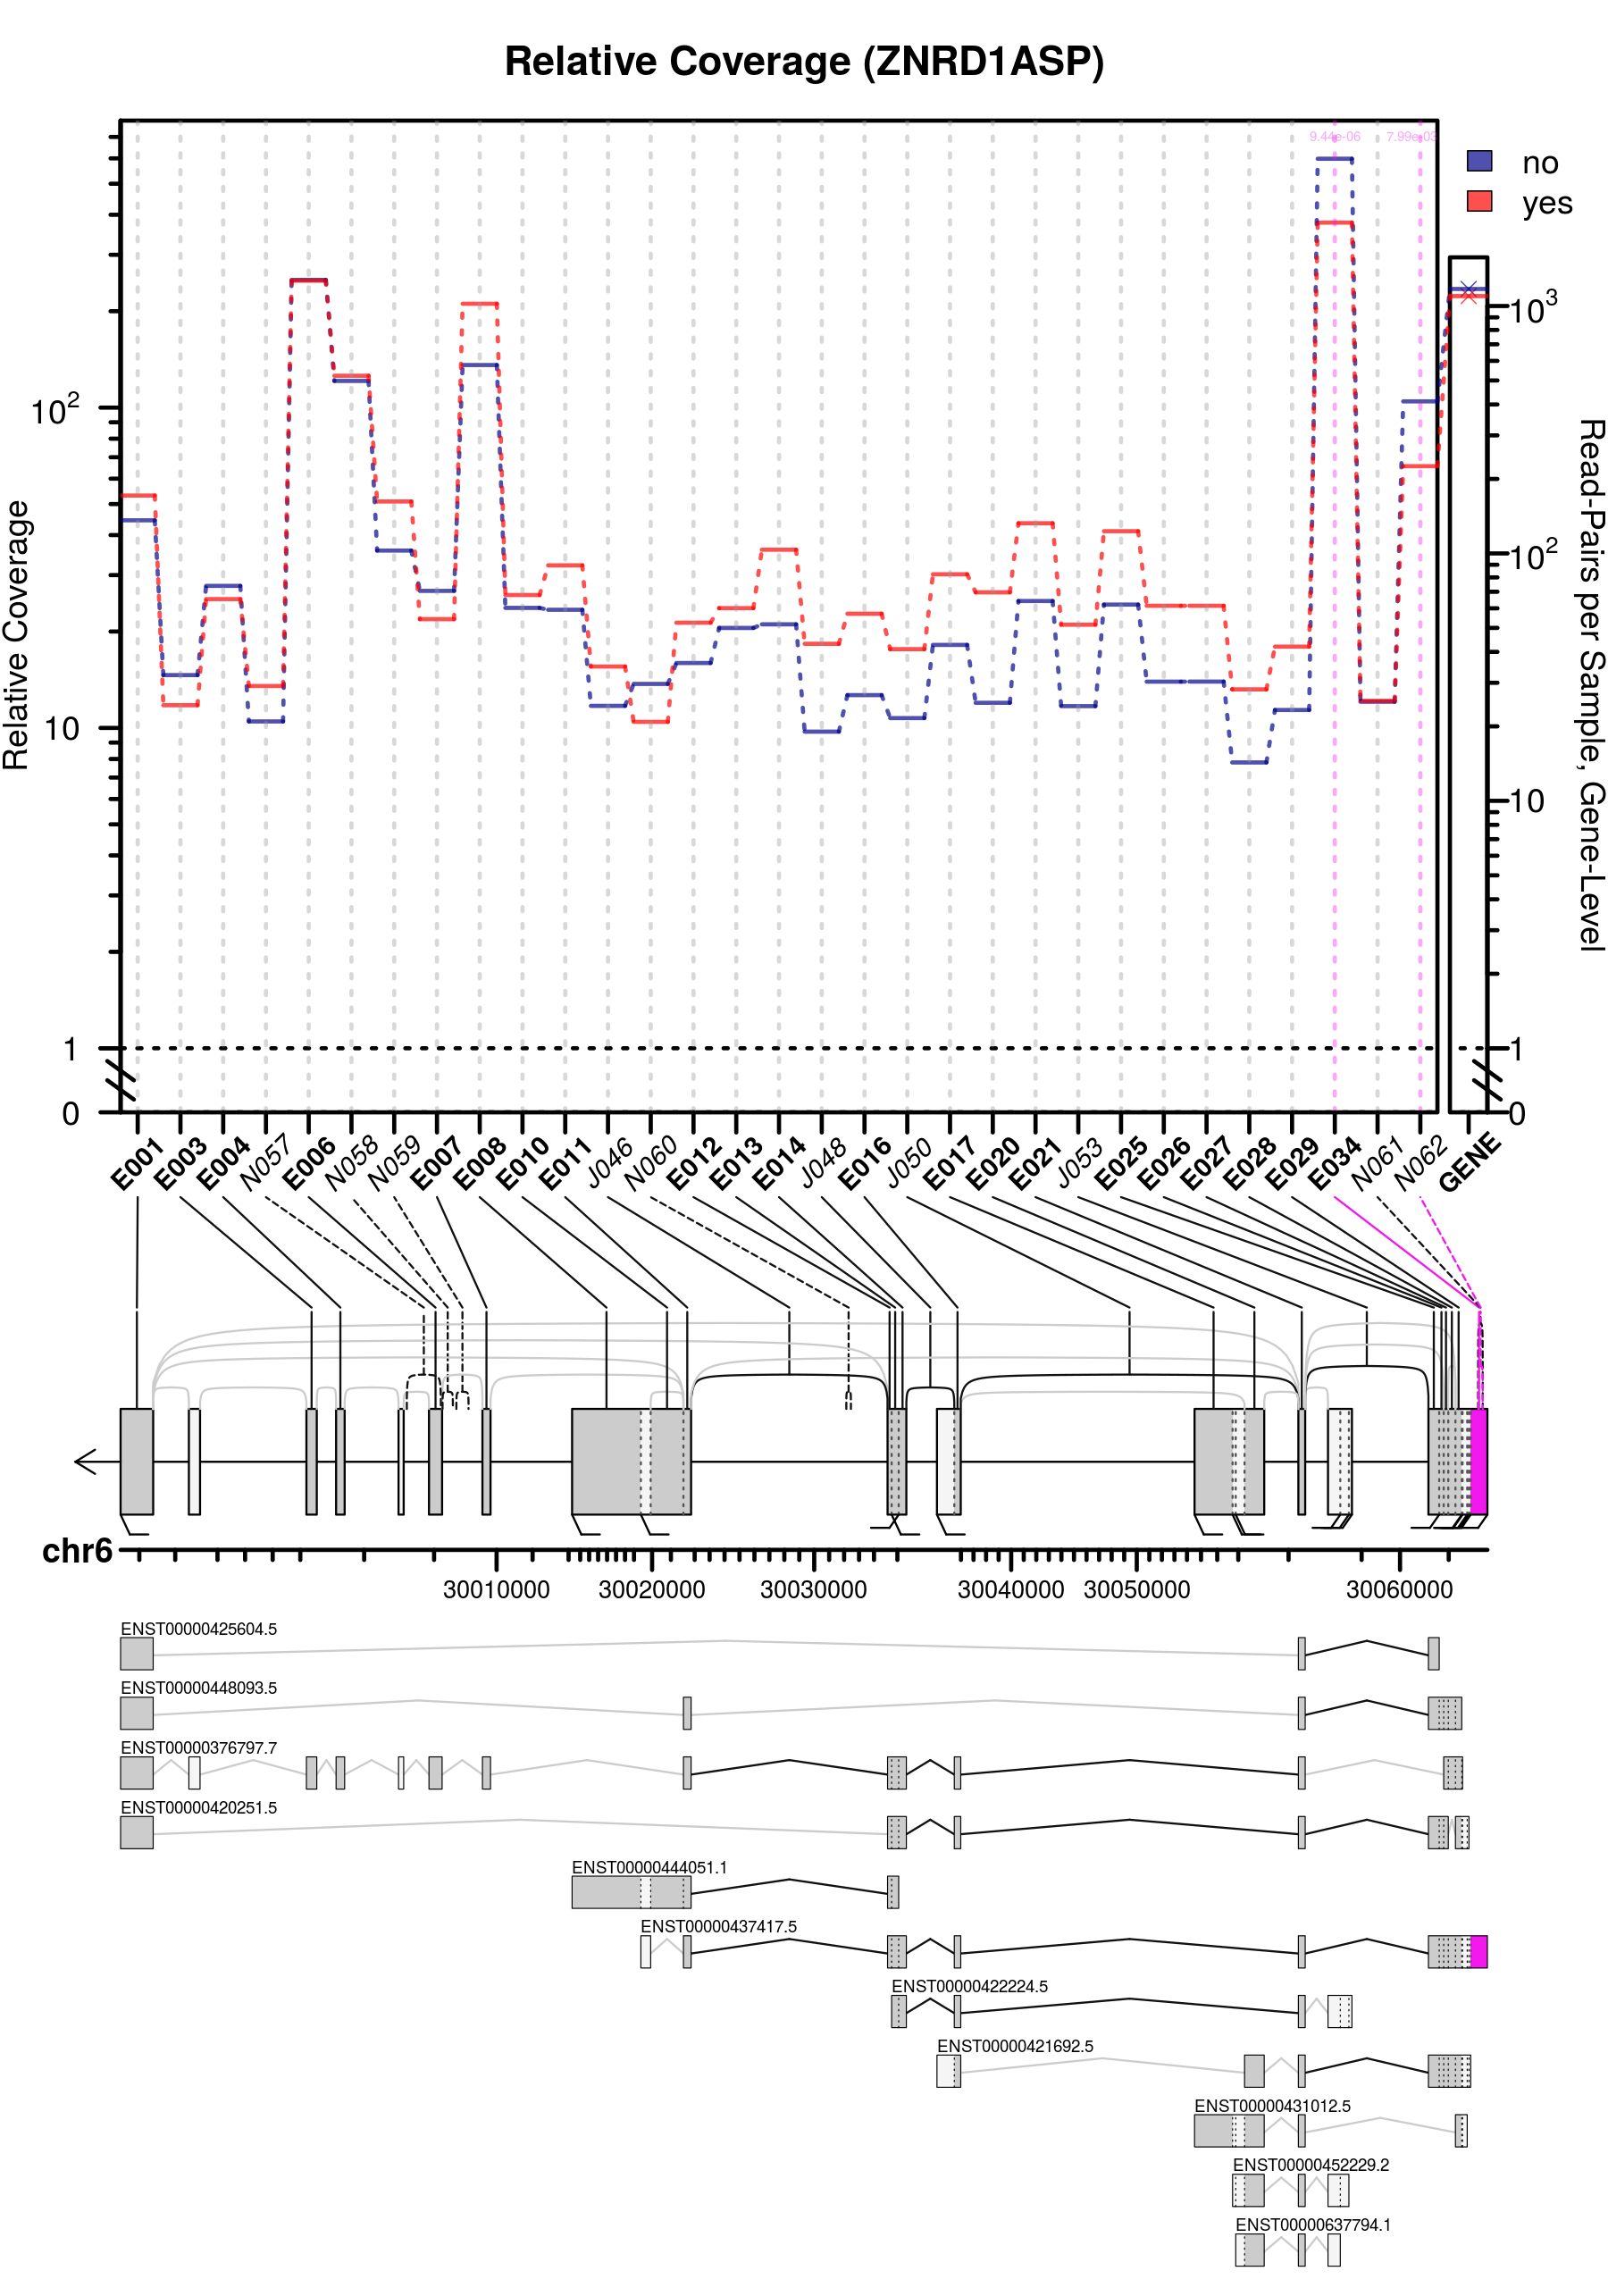 Relative Coverage (ZNRD1ASP)
9.44e-06 7.99e-03
no
yes
Relative Coverage
10²
10
1
0
10³
10²
10
1
0
Read-Pairs per Sample, Gene-Level
E001 E003 E004 N057 E006 N058 N059 E007 E008 E010 E011 J046 N060 E012 E013 E014 J048 E016 J050 E017 E020 E021 J053 E025 E026 E027 E028 E029 E034 N061 N062 GENE
chr6
30010000 30020000 30030000 30040000 30050000 30060000
ENST00000425604.5
ENST00000448093.5
ENST00000376797.7
ENST00000420251.5
ENST00000444051.1
ENST00000437417.5
ENST00000422224.5
ENST00000421692.5
ENST00000431012.5
ENST00000452229.2
ENST00000637794.1